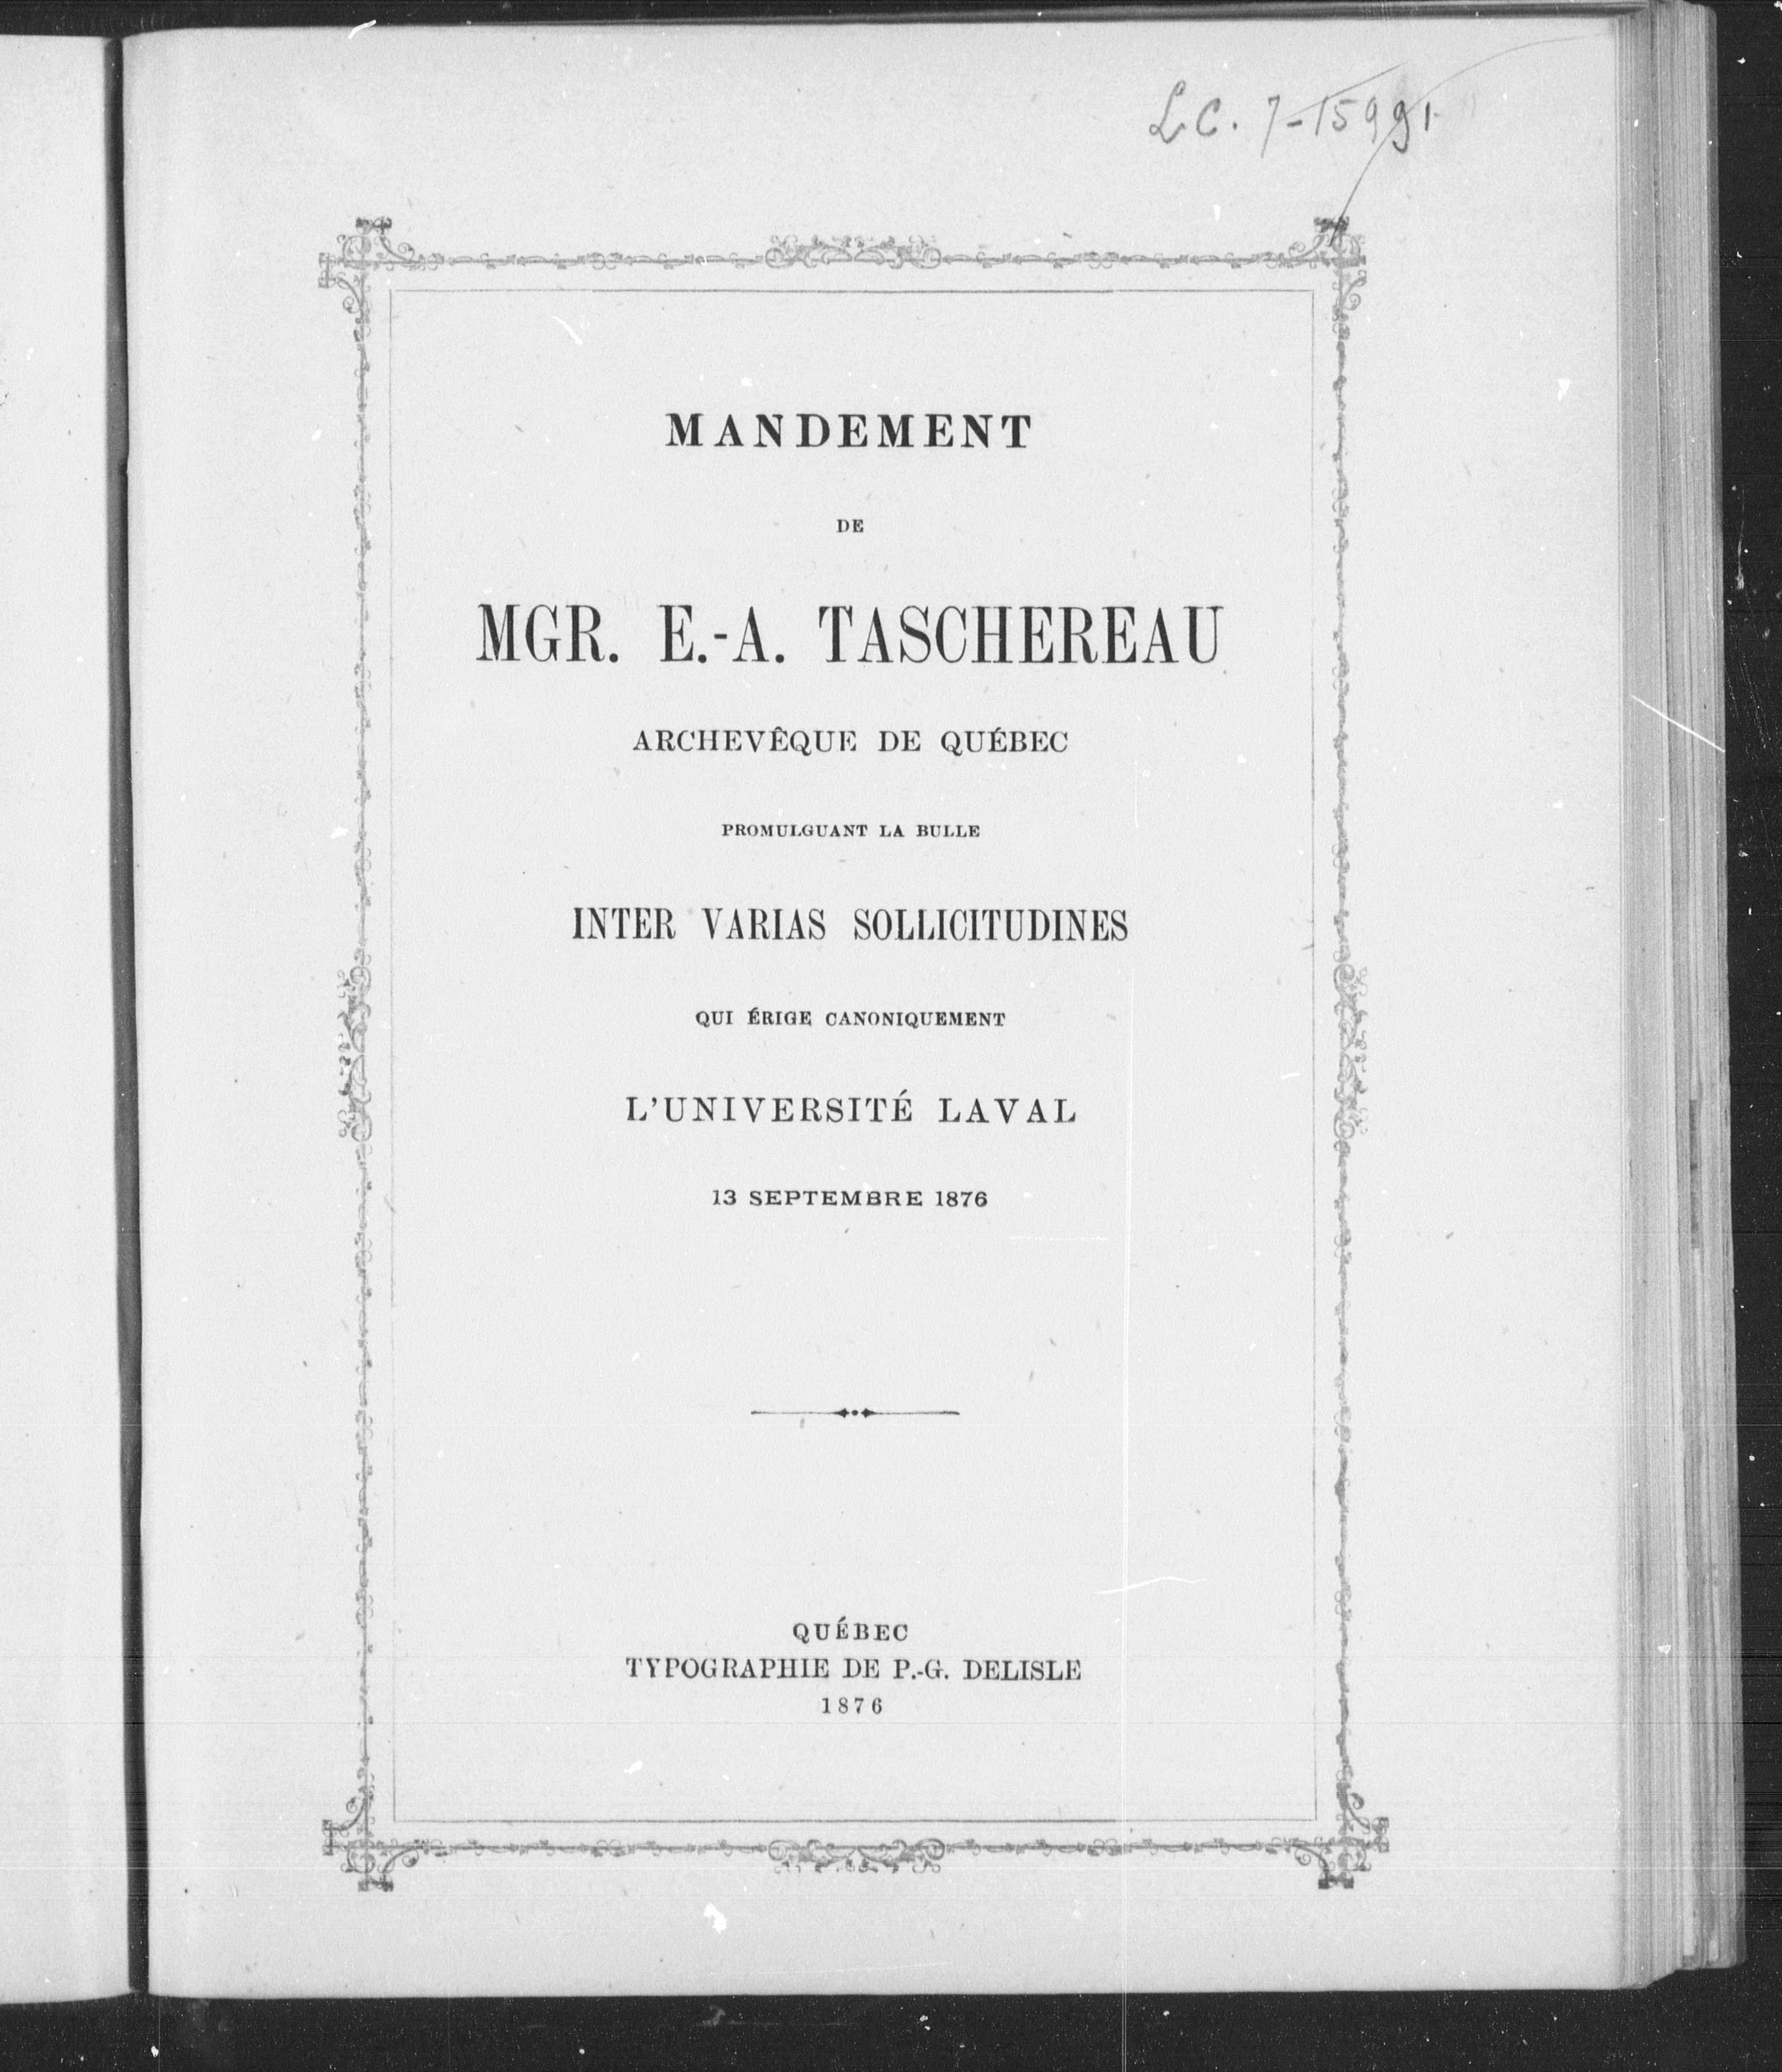 LC. 7-15991
MANDEMENT
DE
MGR. E.-A. TASCHEREAU
ARCHEVÊQUE DE QUÉBEC
PROMULGUANT LA BULLE
INTER VARIAS SOLLICITUDINES
QUI ÉRIGE CANONIQUEMENT
L'UNIVERSITÉ LAVAL
13 SEPTEMBRE 1876
QUÉBEC
TYPOGRAPHIE DE P.-G. DELISLE
1876